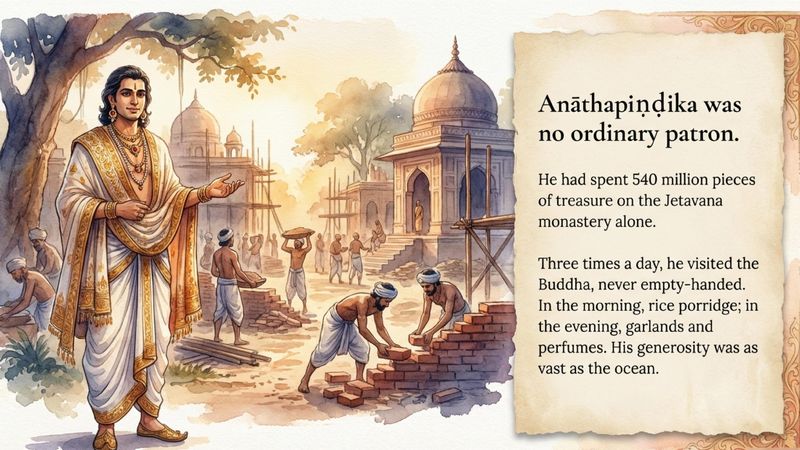 Anāthapiṇḍika was
no ordinary patron.
He had spent 540 million pieces
of treasure on the Jetavana
monastery alone.
Three times a day, he visited the
Buddha, never empty-handed.
In the morning, rice porridge; in
the evening, garlands and
perfumes. His generosity was as
vast as the ocean.